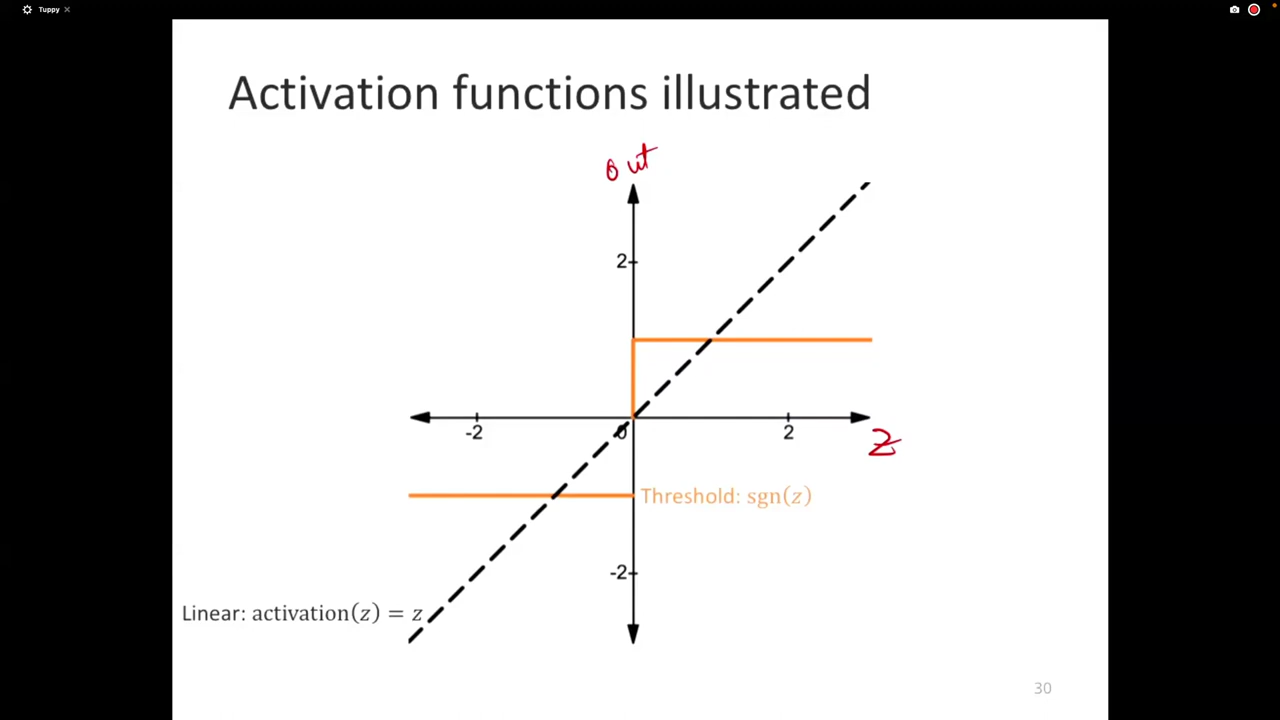 Tuppy
Activation functions illustrated
out
2
-2
0
2
z
Threshold: sgn(z)
-2
Linear: activation(z) = z
30